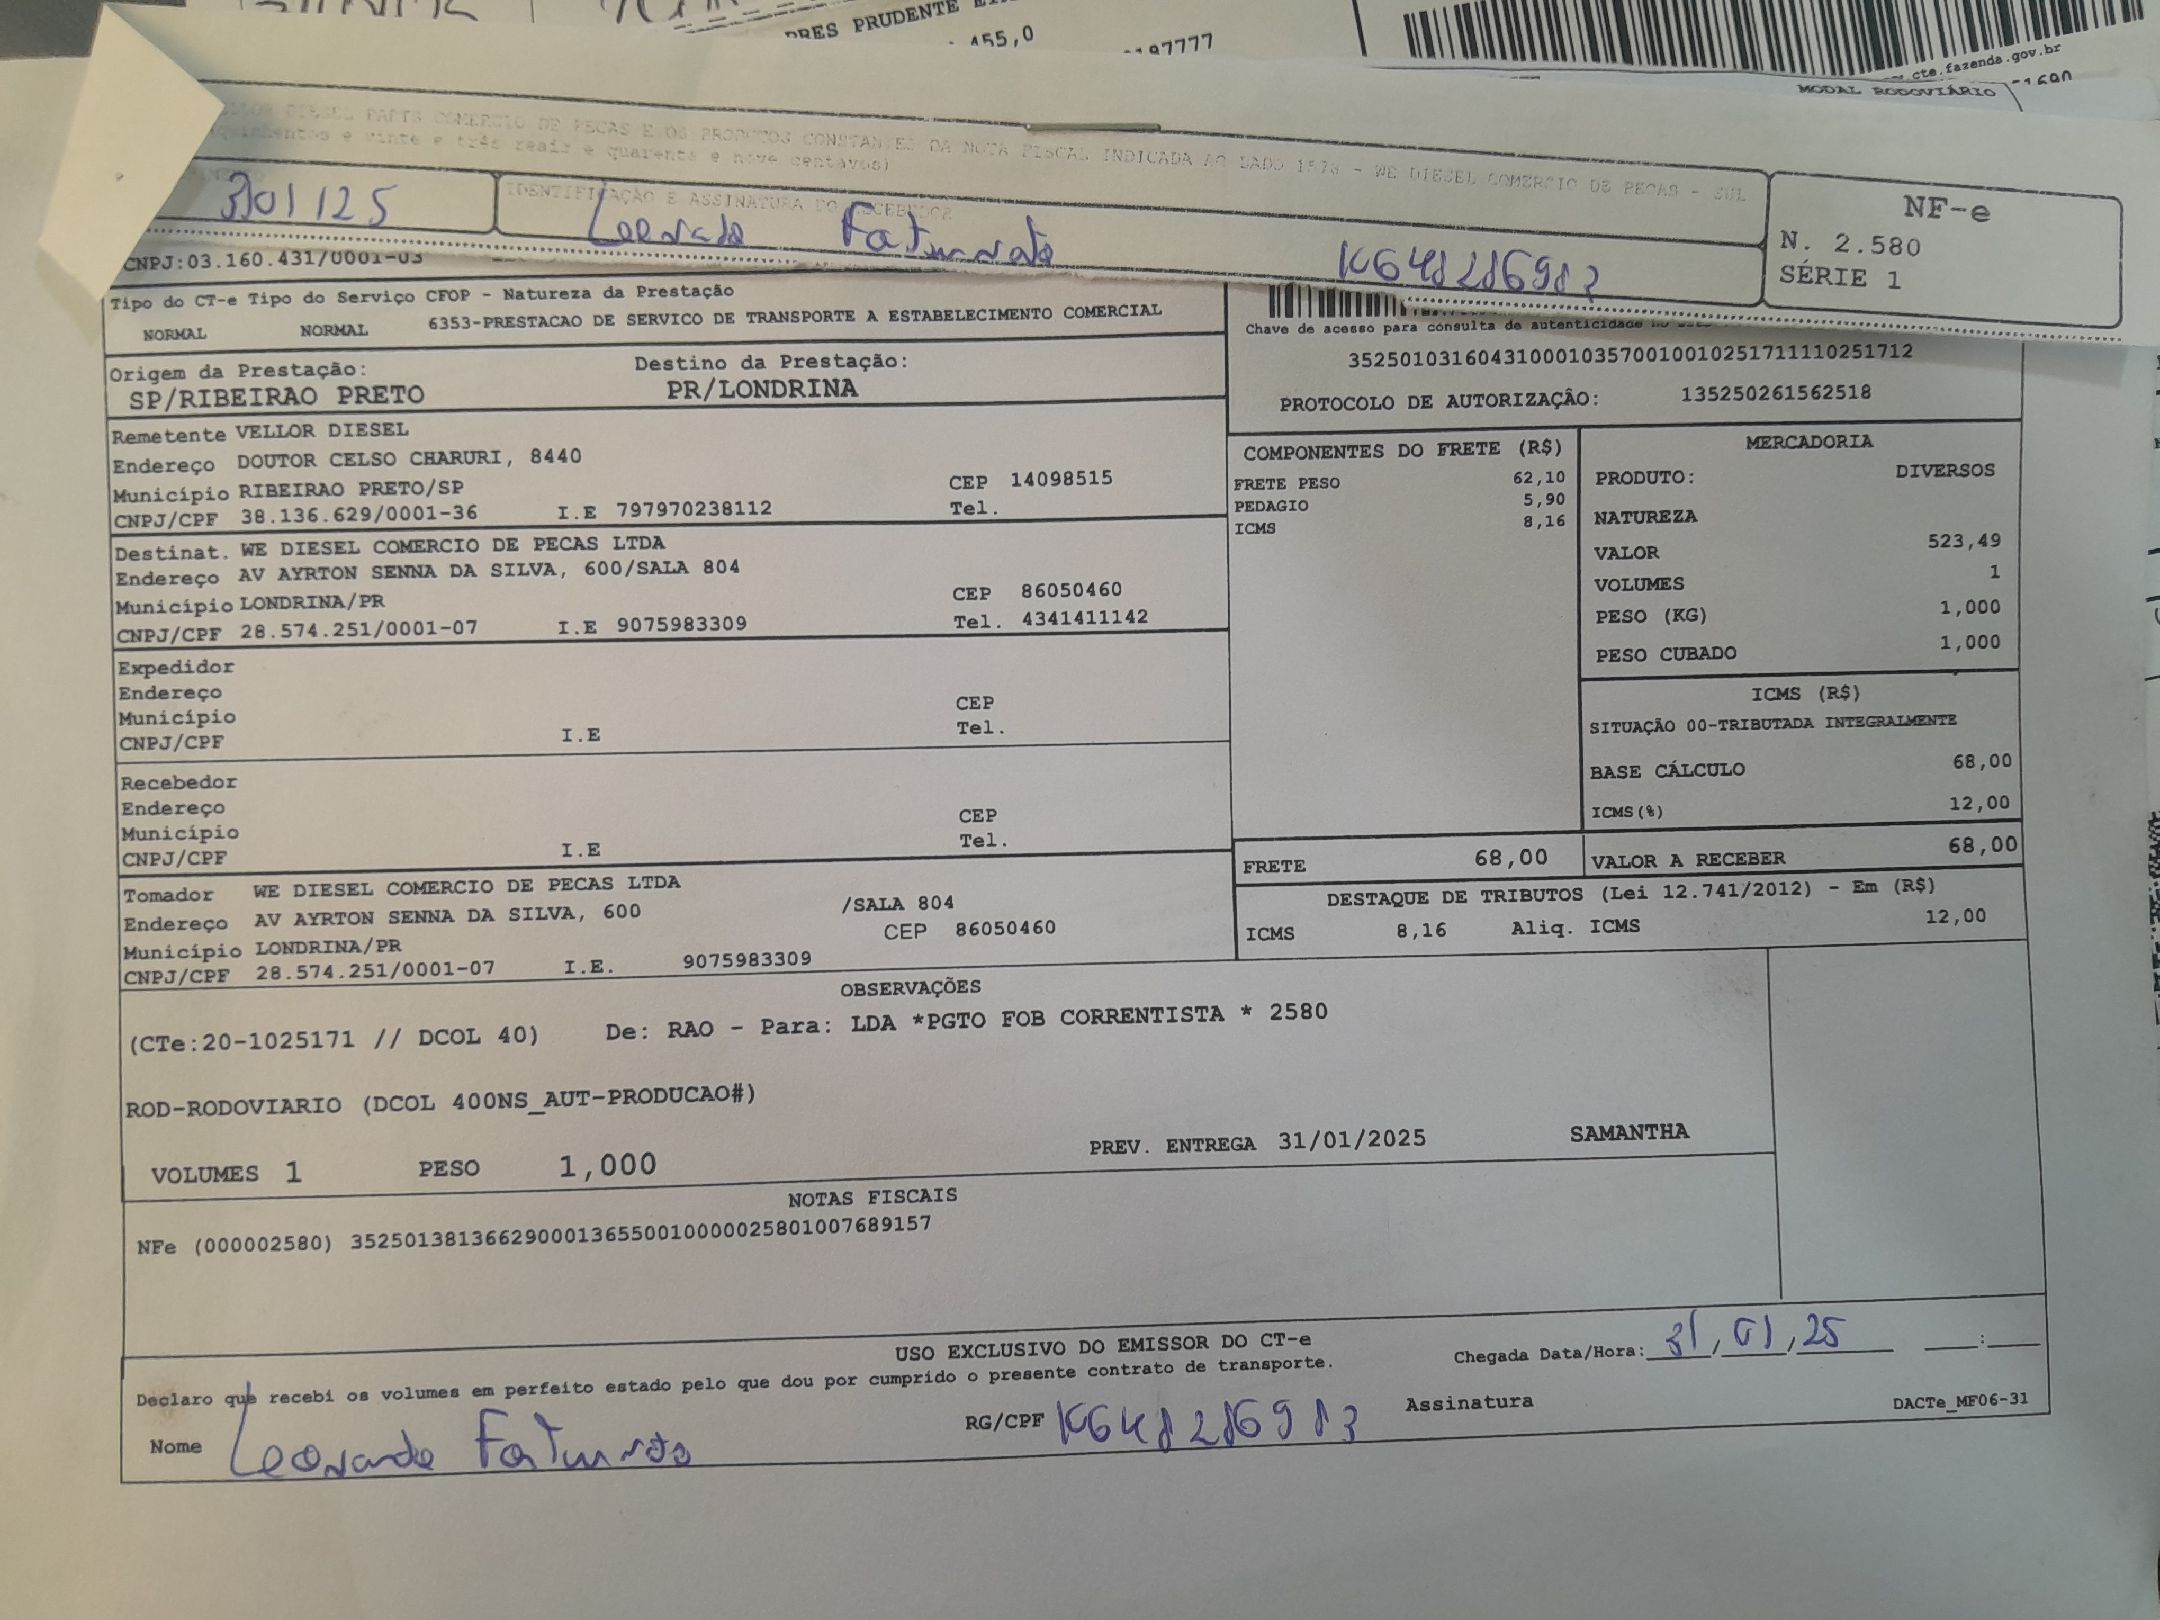 DRES PRUDENTE
455,0
197777
cte.fazenda.gov.br
MODAL RODOVIÁRIO
DIESEL PARTS COMERCIO DE PECAS E OS PRODUTOS CONSTANTES DA NOTA FISCAL INDICADA AO LADO 1578 - WE DIESEL COMERCIO DE PECAS - SUL
e vinte e três reais e quarenta e nove centavos)
IDENTIFICAÇÃO E ASSINATURA DO RECEBEDOR
Leonardo Fortunato
NF-e
N. 2.580
SÉRIE 1
CNPJ:03.160.431/0001-03
Tipo do CT-e Tipo do Serviço CFOP - Natureza da Prestação
NORMAL NORMAL 6353-PRESTACAO DE SERVICO DE TRANSPORTE A ESTABELECIMENTO COMERCIAL
Chave de acesso para consulta de autenticidade no
35250103160431000103570010010251711110251712
PROTOCOLO DE AUTORIZAÇÂO: 135250261562518
Origem da Prestação: Destino da Prestação:
SP/RIBEIRAO PRETO PR/LONDRINA
Remetente VELLOR DIESEL
Endereço DOUTOR CELSO CHARURI, 8440
Município RIBEIRAO PRETO/SP CEP 14098515
CNPJ/CPF 38.136.629/0001-36 I.E 797970238112 Tel.
Destinat. WE DIESEL COMERCIO DE PECAS LTDA
Endereço AV AYRTON SENNA DA SILVA, 600/SALA 804
Município LONDRINA/PR CEP 86050460
CNPJ/CPF 28.574.251/0001-07 I.E 9075983309 Tel. 4341411142
Expedidor
Endereço
Município CEP
CNPJ/CPF I.E Tel.
Recebedor
Endereço
Município CEP
CNPJ/CPF I.E Tel.
Tomador WE DIESEL COMERCIO DE PECAS LTDA
Endereço AV AYRTON SENNA DA SILVA, 600 /SALA 804
Município LONDRINA/PR CEP 86050460
CNPJ/CPF 28.574.251/0001-07 I.E. 9075983309
COMPONENTES DO FRETE (R$)
FRETE PESO 62,10
PEDAGIO 5,90
ICMS 8,16
MERCADORIA
PRODUTO: DIVERSOS
NATUREZA
VALOR 523,49
VOLUMES 1
PESO (KG) 1,000
PESO CUBADO 1,000
ICMS (R$)
SITUAÇÃO 00-TRIBUTADA INTEGRALMENTE
BASE CÁLCULO 68,00
ICMS(%) 12,00
FRETE 68,00 VALOR A RECEBER 68,00
DESTAQUE DE TRIBUTOS (Lei 12.741/2012) - Em (R$)
ICMS 8,16 Aliq. ICMS 12,00
OBSERVAÇÕES
(CTe:20-1025171 // DCOL 40) De: RAO - Para: LDA *PGTO FOB CORRENTISTA * 2580
ROD-RODOVIARIO (DCOL 400NS_AUT-PRODUCAO#)
VOLUMES 1 PESO 1,000 PREV. ENTREGA 31/01/2025 SAMANTHA
NOTAS FISCAIS
NFe (000002580) 35250138136629000136550010000025801007689157
USO EXCLUSIVO DO EMISSOR DO CT-e
Declaro que recebi os volumes em perfeito estado pelo que dou por cumprido o presente contrato de transporte.
Chegada Data/Hora: 31,01,25 :
Nome Leonardo Fortunato RG/CPF Assinatura DACTe_MF06-31